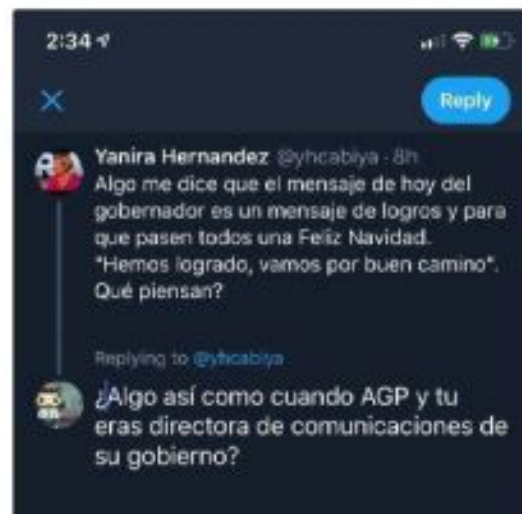 2:34
Reply
Yanira Hernandez @yhcabiya · 8h
Algo me dice que el mensaje de hoy del
gobernador es un mensaje de logros y para
que pasen todos una Feliz Navidad.
"Hemos logrado, vamos por buen camino".
Qué piensan?
Replying to @yhcabiya
¿Algo así como cuando AGP y tu
eras directora de comunicaciones de
su gobierno?